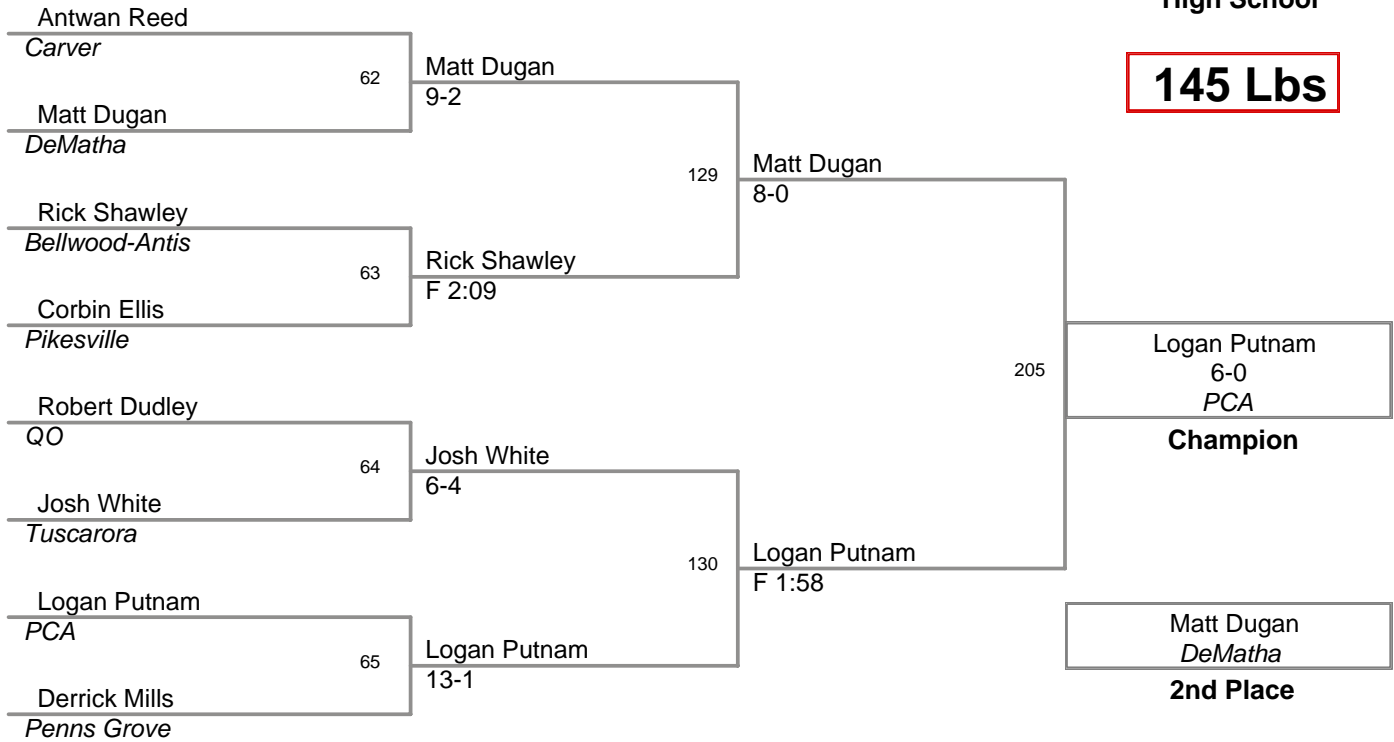 High School
145 Lbs
Antwan Reed
Carver
62
Matt Dugan
9-2
Matt Dugan
DeMatha
129
Matt Dugan
8-0
Rick Shawley
Bellwood-Antis
63
Rick Shawley
F 2:09
Corbin Ellis
Pikesville
205
Logan Putnam
6-0
PCA
Champion
Robert Dudley
QO
64
Josh White
6-4
Josh White
Tuscarora
130
Logan Putnam
F 1:58
Logan Putnam
PCA
65
Logan Putnam
13-1
Derrick Mills
Penns Grove
Matt Dugan
DeMatha
2nd Place